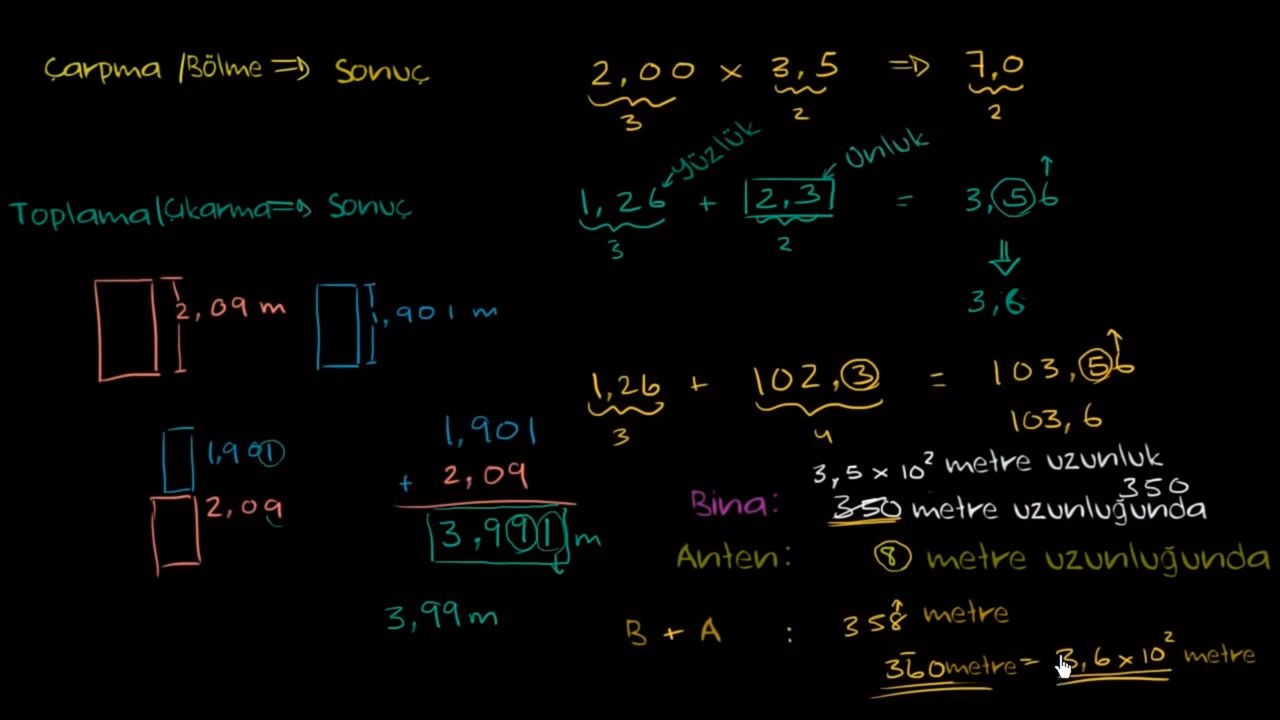 Çarpma /Bölme => Sonuç
2,00 x 3,5 => 7,0
3 2 2
Yüzlük Onluk
Toplama/Çıkarma => Sonuç
1,26 + 2,3 = 3,56
3 2
3,6
2,09 m
1,901 m
1,26 + 102,3 = 103,56
3 4
103,6
1,901
2,09
1,901
+ 2,09
3,991 m
3,99 m
3,5 x 10² metre uzunluk
350
Bina: 350 metre uzunluğunda
Anten: 8 metre uzunluğunda
B + A : 358 metre
360 metre = 3,6 x 10² metre